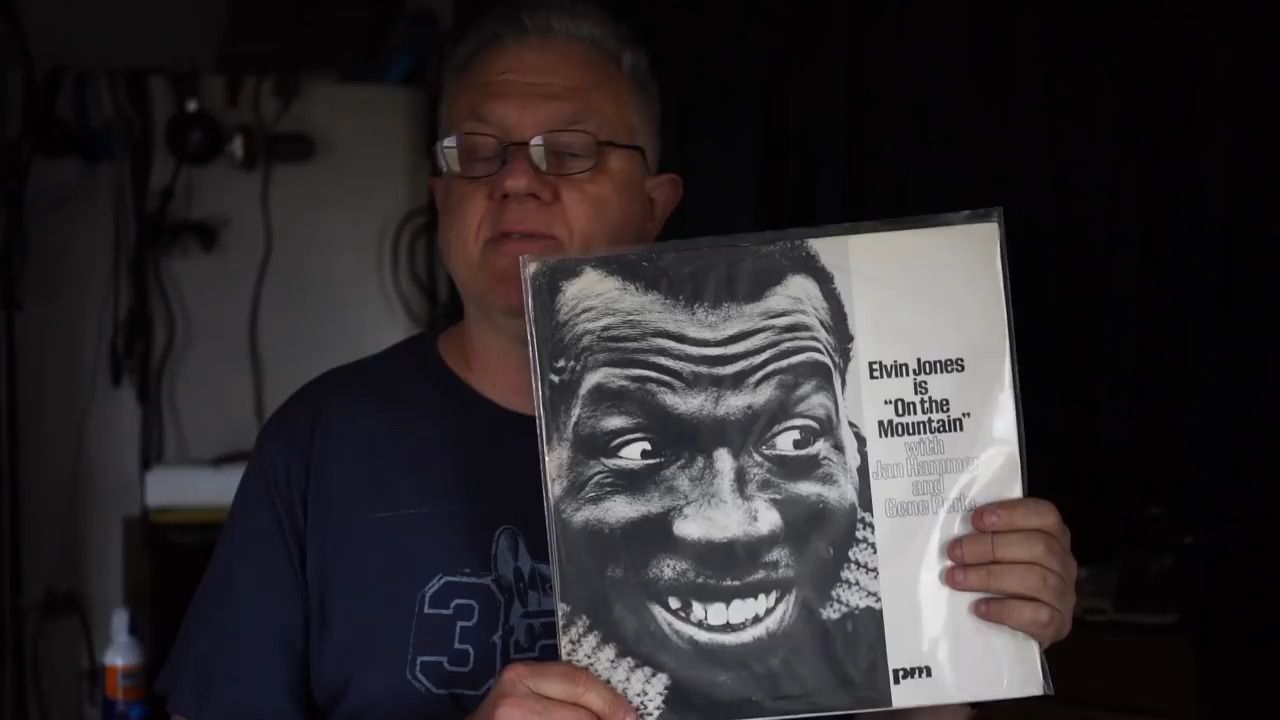 Elvin Jones
is
“On the
Mountain”
with
Jan Hammer
and
Gene Perla
pm
3